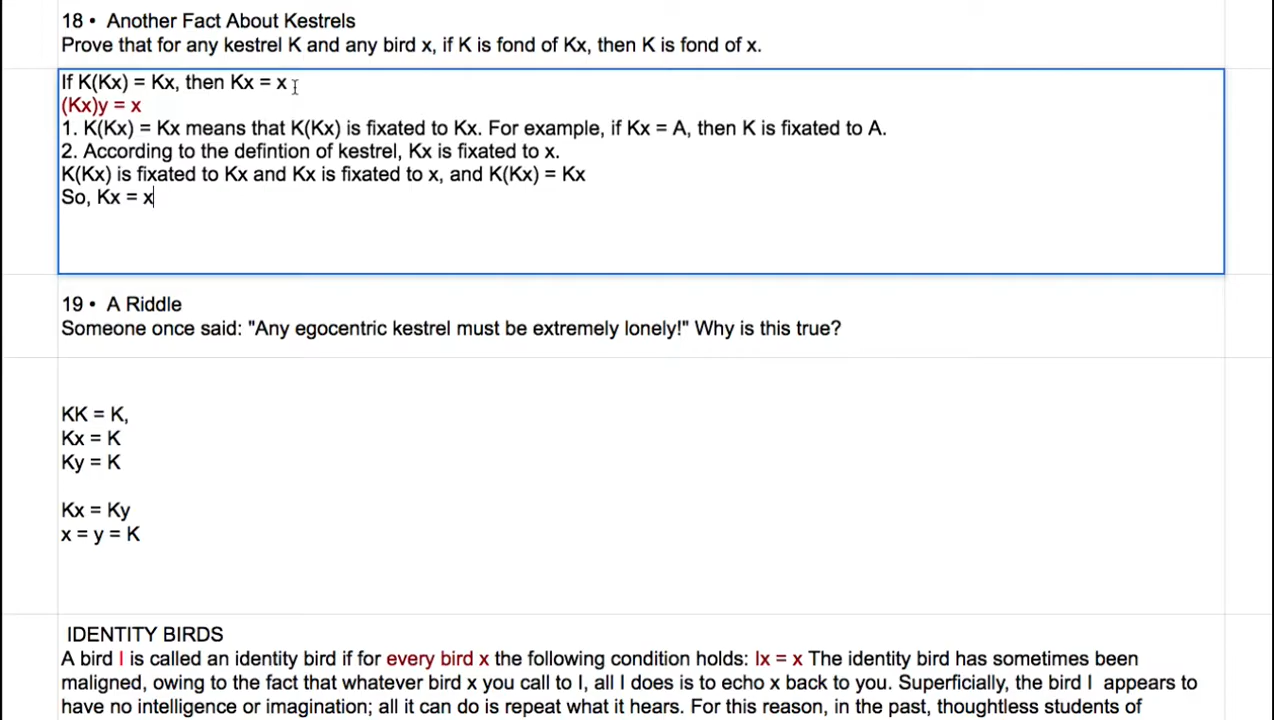 18 • Another Fact About Kestrels
Prove that for any kestrel K and any bird x, if K is fond of Kx, then K is fond of x.
If K(Kx) = Kx, then Kx = x
(Kx)y = x
1. K(Kx) = Kx means that K(Kx) is fixated to Kx. For example, if Kx = A, then K is fixated to A.
2. According to the defintion of kestrel, Kx is fixated to x.
K(Kx) is fixated to Kx and Kx is fixated to x, and K(Kx) = Kx
So, Kx = x
19 • A Riddle
Someone once said: "Any egocentric kestrel must be extremely lonely!" Why is this true?
KK = K,
Kx = K
Ky = K
Kx = Ky
x = y = K
IDENTITY BIRDS
A bird I is called an identity bird if for every bird x the following condition holds: Ix = x The identity bird has sometimes been
maligned, owing to the fact that whatever bird x you call to I, all I does is to echo x back to you. Superficially, the bird I appears to
have no intelligence or imagination; all it can do is repeat what it hears. For this reason, in the past, thoughtless students of